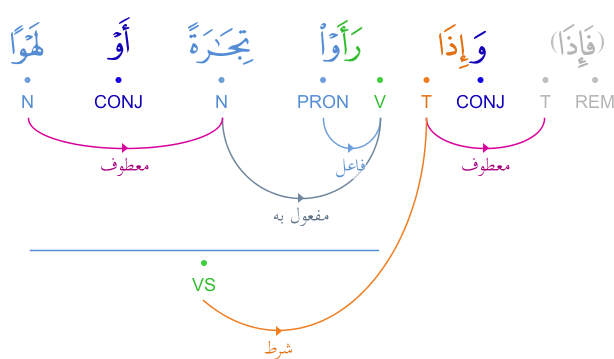 (فَإِذَا) وَإِذَا رَأَوْا۟ تِجَٰرَةً أَوْ لَهْوًا
REM T CONJ T V PRON N CONJ N
معطوف فاعل معطوف
مفعول به
VS
شرط